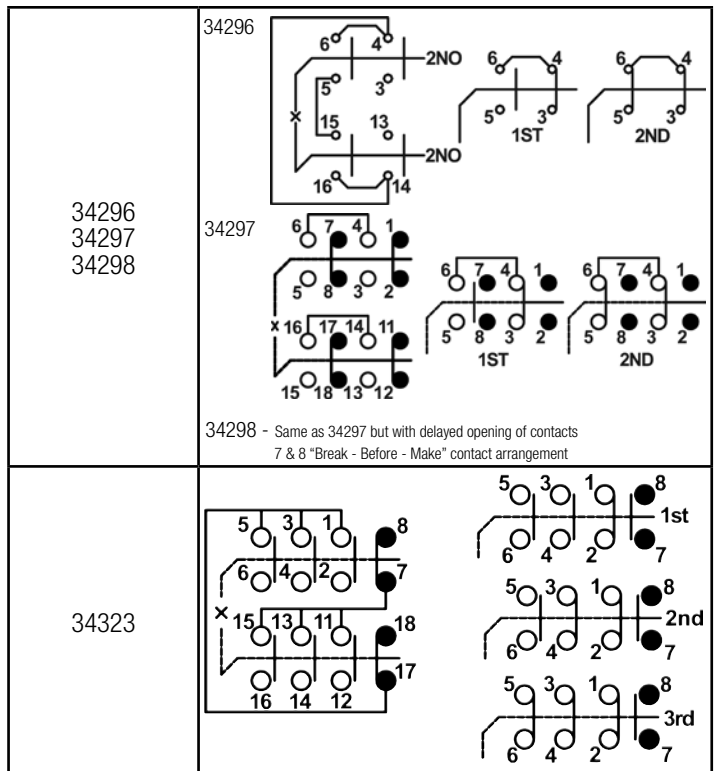 34296
34297
34298
34296
6 4
2NO
5 3
15 13
2NO
16 14
6 4
5 3
1ST
6 4
5 3
2ND
34297
6 7 4 1
5 8 3 2
16 17 14 11
15 18 13 12
6 7 4 1
5 8 3 2
1ST
6 7 4 1
5 8 3 2
2ND
34298 - Same as 34297 but with delayed opening of contacts
7 & 8 “Break - Before - Make” contact arrangement
34323
5 3 1 8
6 4 2 7
15 13 11 18
16 14 12 17
5 3 1 8
1st
6 4 2 7
5 3 1 8
2nd
6 4 2 7
5 3 1 8
3rd
6 4 2 7